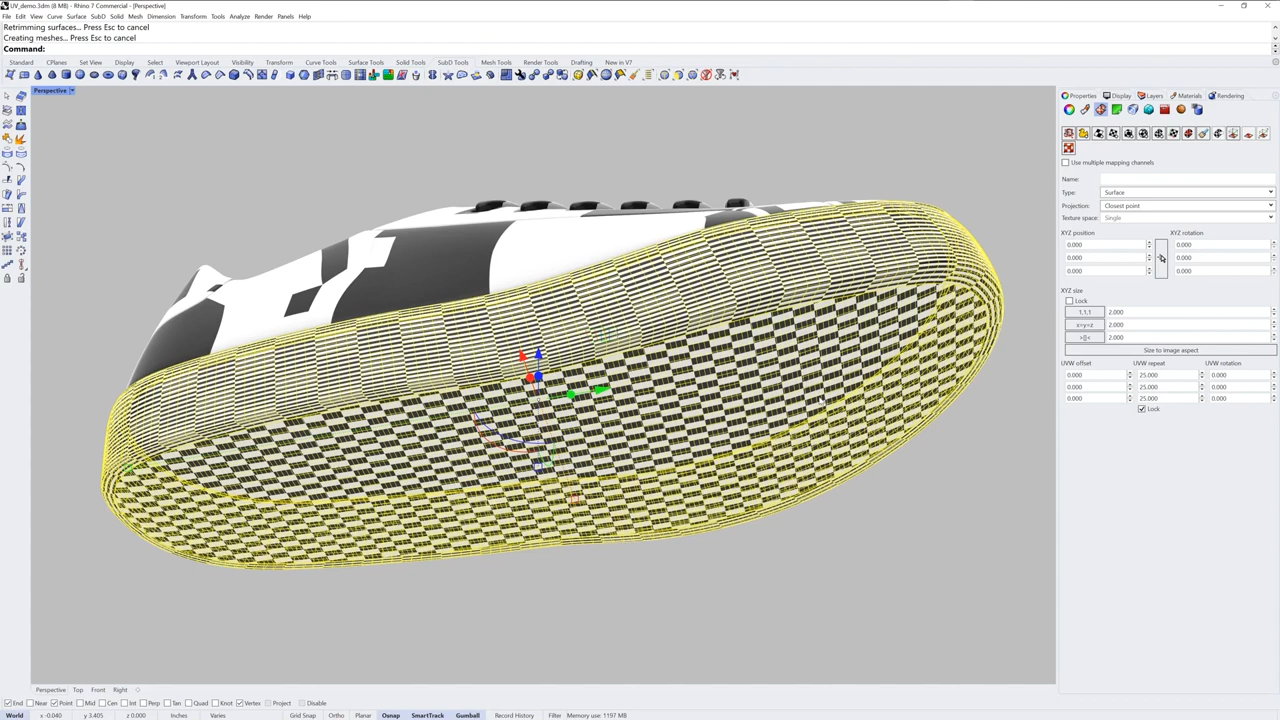 UV_demo.3dm (8 MB) - Rhino 7 Commercial - [Perspective]
File Edit View Curve Surface SubD Solid Mesh Dimension Transform Tools Analyze Render Panels Help
Retrimming surfaces... Press Esc to cancel
Creating meshes... Press Esc to cancel
Command:
Standard CPlanes Set View Display Select Viewport Layout Visibility Transform Curve Tools Surface Tools Solid Tools SubD Tools Mesh Tools Render Tools Drafting New in V7
Perspective
Properties Display Layers Materials Rendering
Use multiple mapping channels
Name:
Type: Surface
Projection: Closest point
Texture space: Single
XYZ position XYZ rotation
0.000 0.000
0.000 0.000
0.000 0.000
XYZ size
Lock
1,1,1 2.000
x=y=z 2.000
>[]< 2.000
Size to image aspect
UVW offset UVW repeat UVW rotation
0.000 25.000 0.000
0.000 25.000 0.000
0.000 25.000 0.000
Lock
Perspective Top Front Right
End Near Point Mid Cen Int Perp Tan Quad Knot Vertex Project Disable
World x -0.040 y 3.405 z 0.000 Inches Varies Grid Snap Ortho Planar Osnap SmartTrack Gumball Record History Filter Memory use: 1197 MB